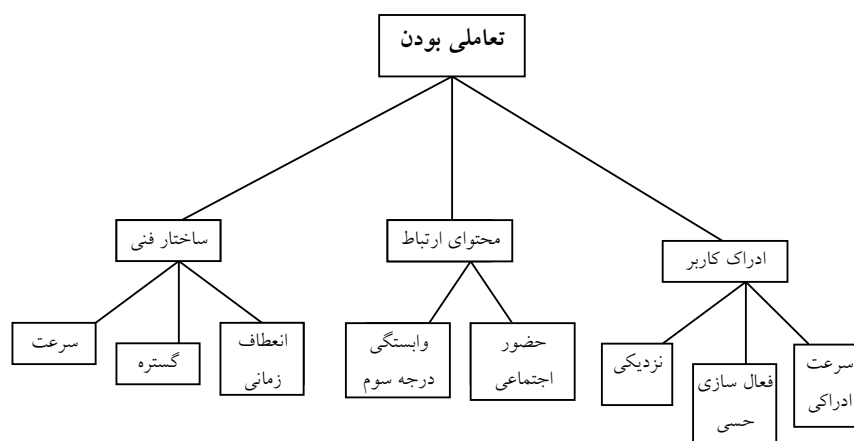 تعاملی بودن
ادراک کاربر
محتوای ارتباط
ساختار فنی
سرعت
ادراکی
فعال سازی
حسی
نزدیکی
حضور
اجتماعی
وابستگی
درجه سوم
انعطاف
زمانی
گستره
سرعت